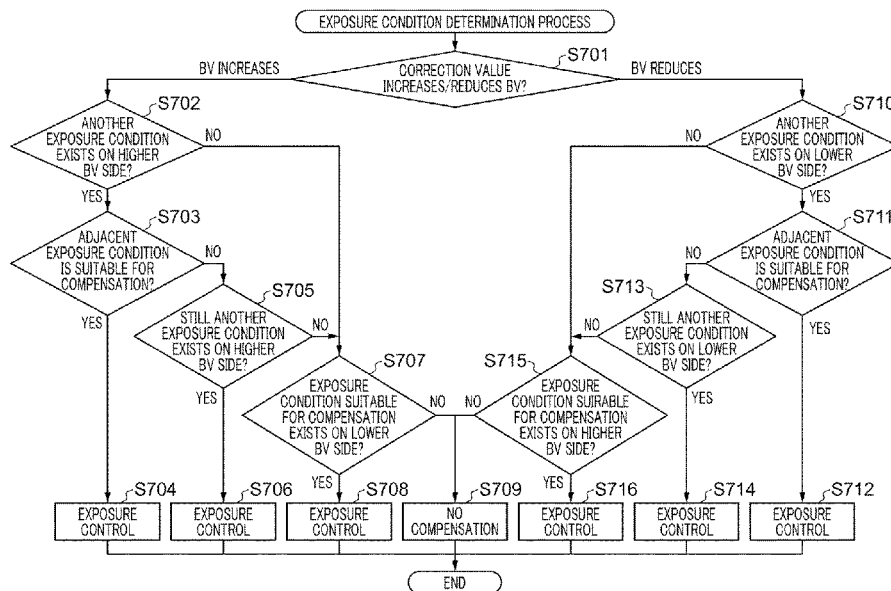 EXPOSURE CONDITION DETERMINATION PROCESS
S701
BV INCREASES
CORRECTION VALUE
INCREASES/REDUCES BV?
BV REDUCES
S702
ANOTHER
EXPOSURE CONDITION
EXISTS ON HIGHER
BV SIDE?
NO
YES
S710
ANOTHER
EXPOSURE CONDITION
EXISTS ON LOWER
BV SIDE?
NO
YES
S703
ADJACENT
EXPOSURE CONDITION
IS SUITABLE FOR
COMPENSATION?
NO
YES
S711
ADJACENT
EXPOSURE CONDITION
IS SUITABLE FOR
COMPENSATION?
NO
YES
S705
STILL ANOTHER
EXPOSURE CONDITION
EXISTS ON HIGHER
BV SIDE?
NO
YES
S713
STILL ANOTHER
EXPOSURE CONDITION
EXISTS ON LOWER
BV SIDE?
NO
YES
S707
EXPOSURE
CONDITION SUITABLE
FOR COMPENSATION
EXISTS ON LOWER
BV SIDE?
NO
YES
S715
EXPOSURE
CONDITION SUIRABLE
FOR COMPENSATION
EXISTS ON HIGHER
BV SIDE?
NO
YES
S704
EXPOSURE
CONTROL
S706
EXPOSURE
CONTROL
S708
EXPOSURE
CONTROL
S709
NO
COMPENSATION
S716
EXPOSURE
CONTROL
S714
EXPOSURE
CONTROL
S712
EXPOSURE
CONTROL
END